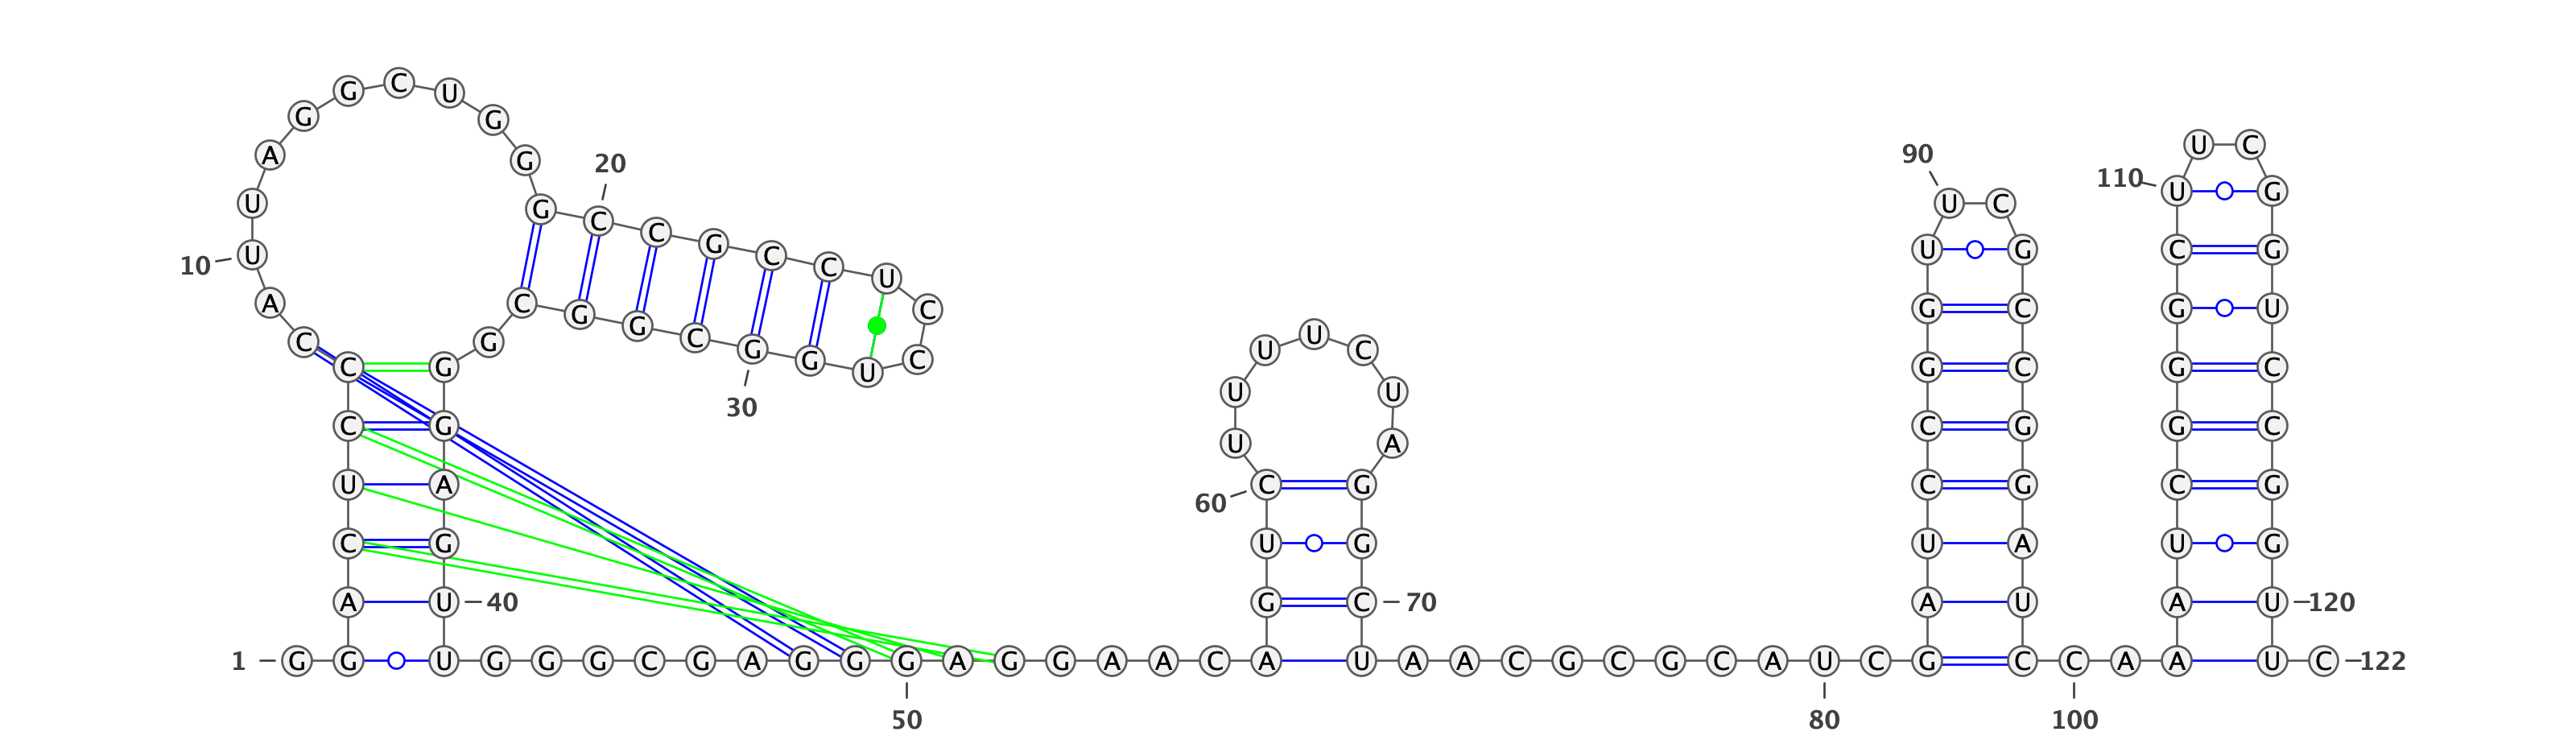 1
G G A C U C C C A U
10
U A G G C U G G G C
20
C G C C U C C U G G
30
C G G C G G G A G U
40
U G G G C G A G G G
50
A G G A A C A G U C
60
U U U U C U A G G C
70
U A A C G C G C A U
80
C G A U C C G G U U
90
C G C C G G A U C C
100
A A A U C G G G C U
110
U C G G U C C G G U
120
U C
122